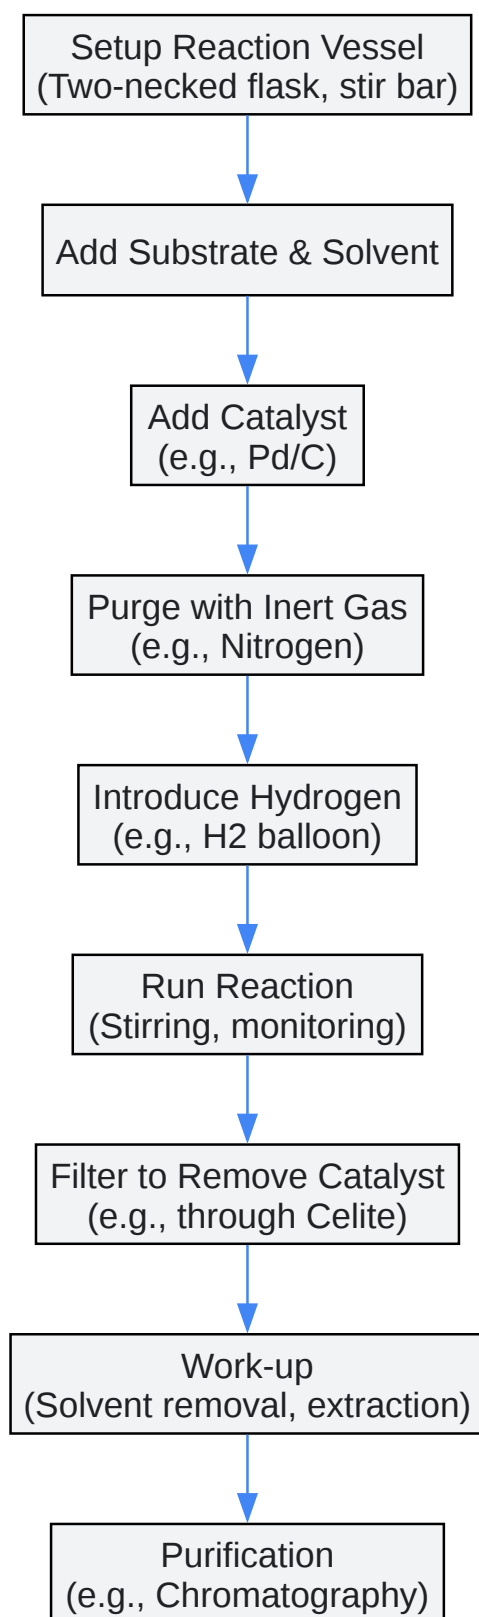 Setup Reaction Vessel
(Two-necked flask, stir bar)
Add Substrate & Solvent
Add Catalyst
(e.g., Pd/C)
Purge with Inert Gas
(e.g., Nitrogen)
Introduce Hydrogen
(e.g., H2 balloon)
Run Reaction
(Stirring, monitoring)
Filter to Remove Catalyst
(e.g., through Celite)
Work-up
(Solvent removal, extraction)
Purification
(e.g., Chromatography)